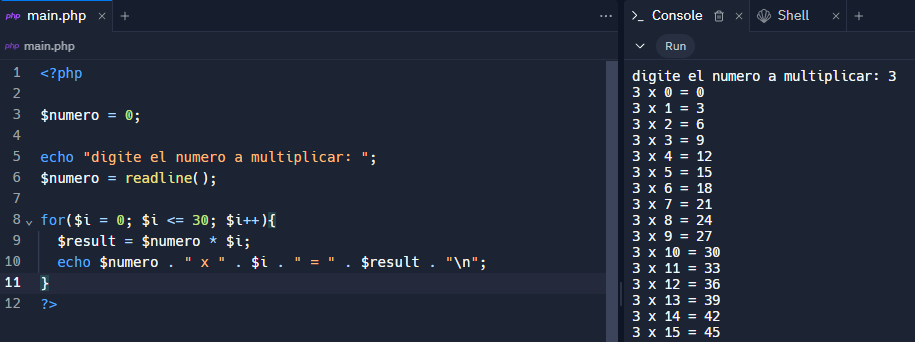 php main.php × +
···
php main.php
1 <?php
2
3 $numero = 0;
4
5 echo "digite el numero a multiplicar: ";
6 $numero = readline();
7
8 for($i = 0; $i <= 30; $i++){
9 $result = $numero * $i;
10 echo $numero . " x " . $i . " = " . $result . "\n";
11 }
12 ?>
>_ Console × Shell × +
Run
digite el numero a multiplicar: 3
3 x 0 = 0
3 x 1 = 3
3 x 2 = 6
3 x 3 = 9
3 x 4 = 12
3 x 5 = 15
3 x 6 = 18
3 x 7 = 21
3 x 8 = 24
3 x 9 = 27
3 x 10 = 30
3 x 11 = 33
3 x 12 = 36
3 x 13 = 39
3 x 14 = 42
3 x 15 = 45